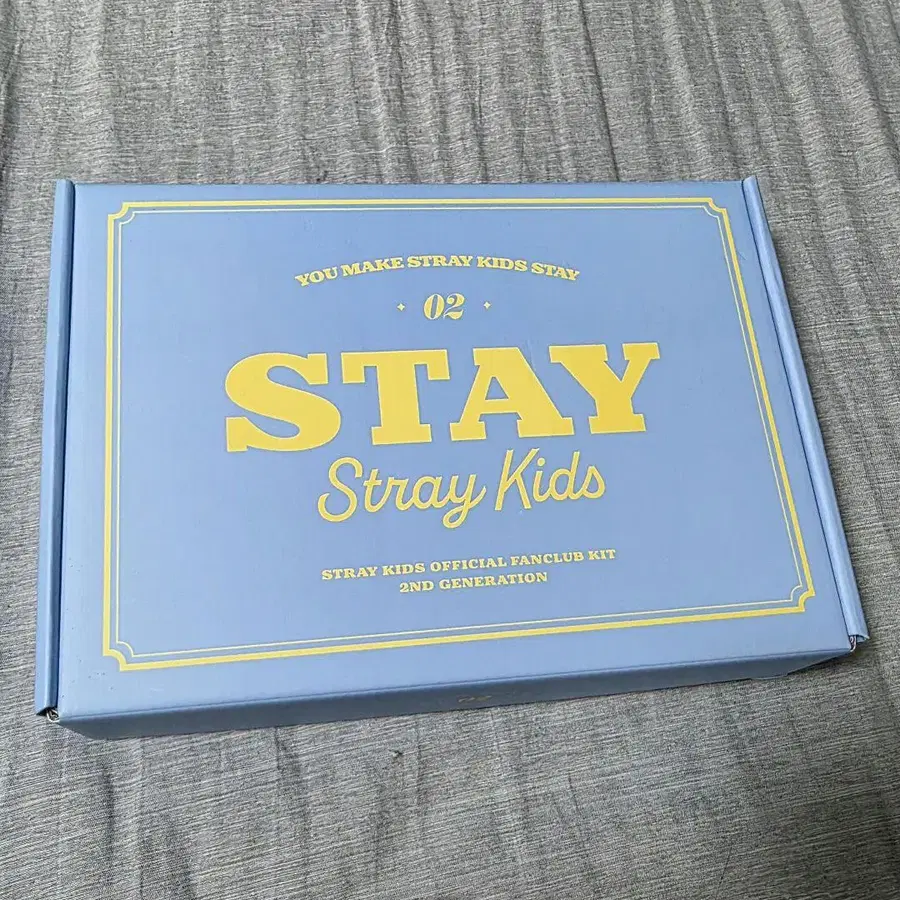 YOU MAKE STRAY KIDS STAY
02
STAY
Stray Kids
STRAY KIDS OFFICIAL FANCLUB KIT
2ND GENERATION